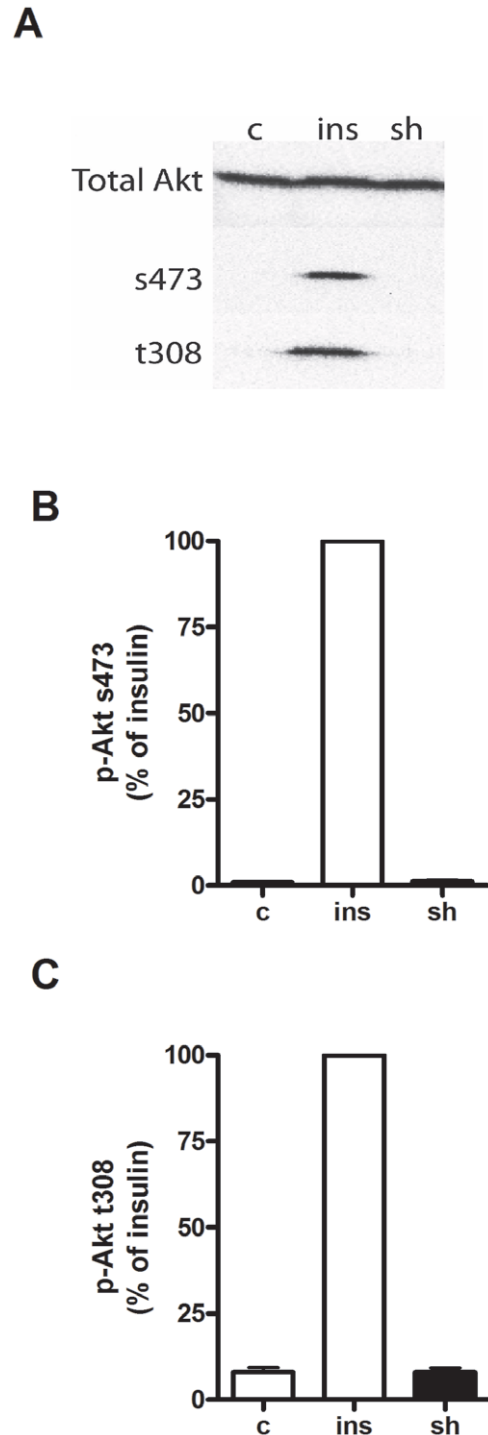 A
c ins sh
Total Akt
s473
t308
B
p-Akt s473
(% of insulin)
100
75
50
25
0
c ins sh
C
p-Akt t308
(% of insulin)
100
75
50
25
0
c ins sh